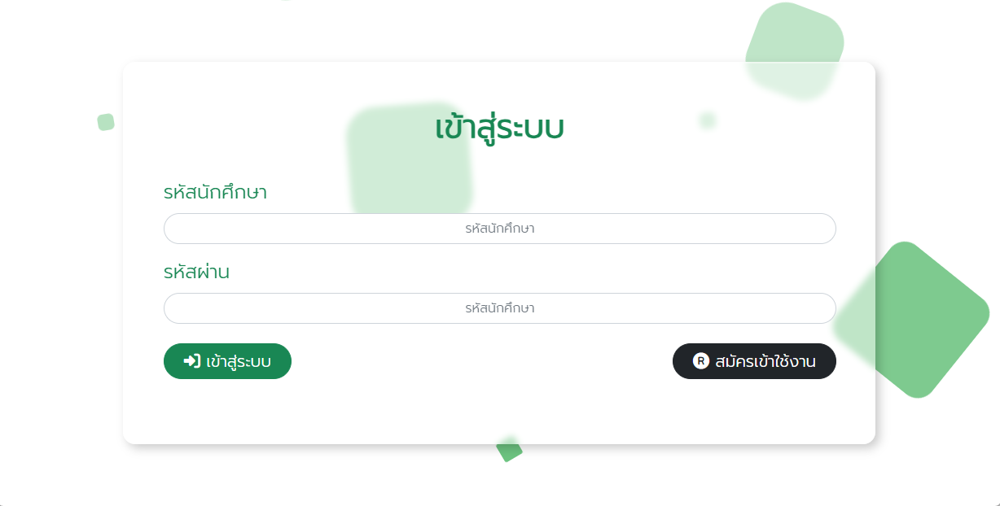 เข้าสู่ระบบ
รหัสนักศึกษา
รหัสนักศึกษา
รหัสผ่าน
รหัสนักศึกษา
เข้าสู่ระบบ
R สมัครเข้าใช้งาน